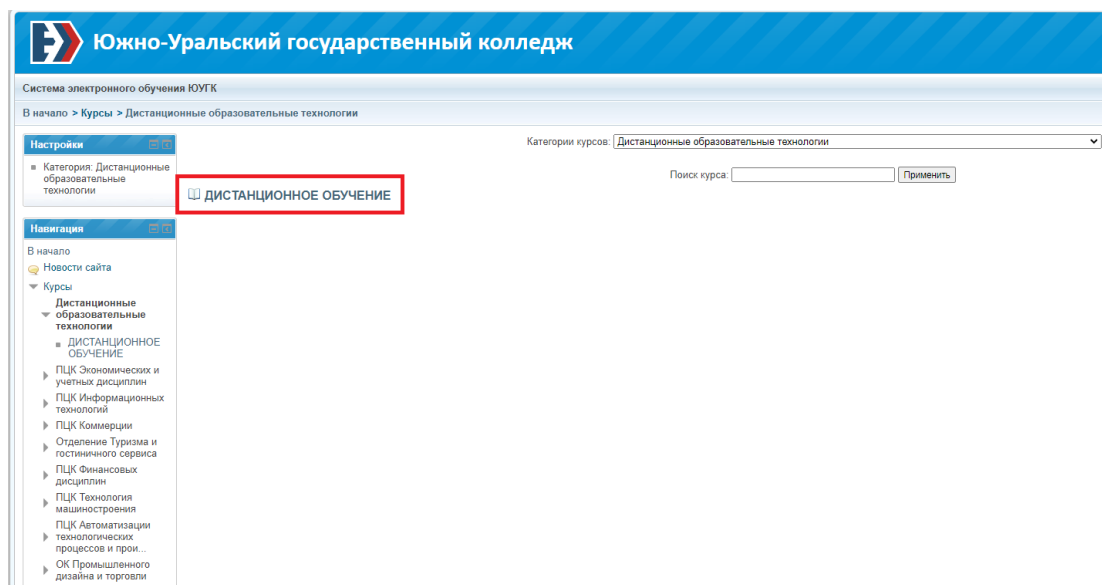 Южно-Уральский государственный колледж
Система электронного обучения ЮУГК
В начало > Курсы > Дистанционные образовательные технологии
Настройки
Категория: Дистанционные
образовательные
технологии
Категории курсов: Дистанционные образовательные технологии
Поиск курса: Применить
ДИСТАНЦИОННОЕ ОБУЧЕНИЕ
Навигация
В начало
Новости сайта
Курсы
Дистанционные
образовательные
технологии
ДИСТАНЦИОННОЕ
ОБУЧЕНИЕ
ПЦК Экономических и
учетных дисциплин
ПЦК Информационных
технологий
ПЦК Коммерции
Отделение Туризма и
гостиничного сервиса
ПЦК Финансовых
дисциплин
ПЦК Технология
машиностроения
ПЦК Автоматизации
технологических
процессов и прои...
ОК Промышленного
дизайна и торговли